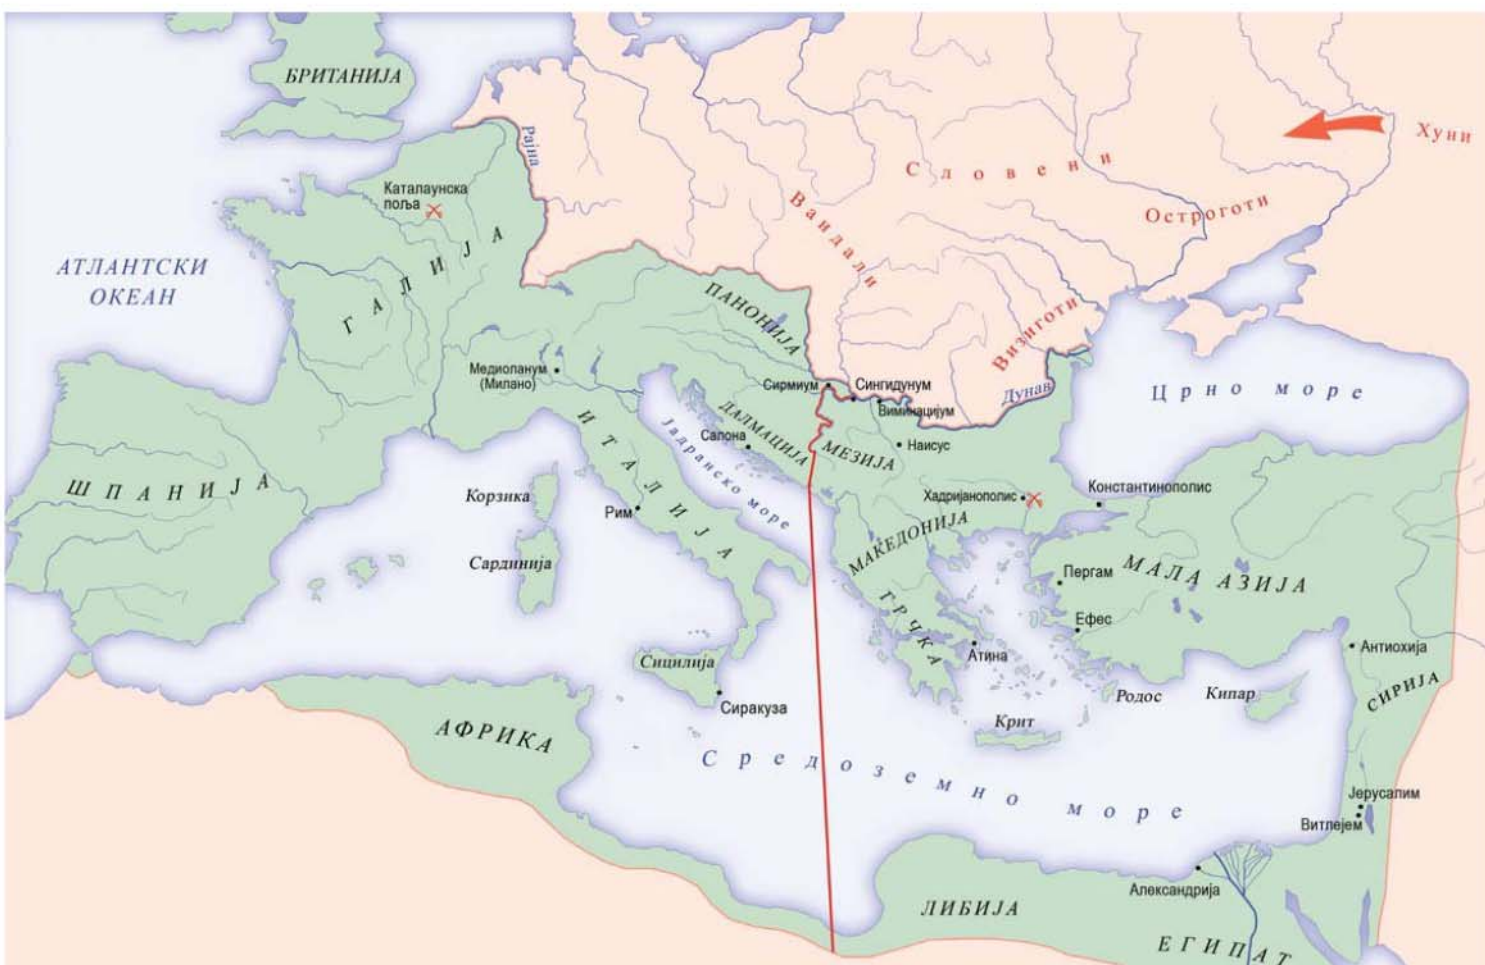 БРИТАНИЈА
Рајна
Хуни
Словени
Каталаунска
поља
Вандали
Остроготи
АТЛАНТСКИ
ОКЕАН
ГАЛИЈА
ПАНОНИЈА
Визиготи
Медиоланум
(Милано)
Сирмиум
Сингидунум
Виминацијум
Дунав
Црно море
ДАЛМАЦИЈА
Салона
МЕЗИЈА
Наисус
ИТАЛИЈА
Јадранско море
ШПАНИЈА
Корзика
Рим
Хадријанополис
Константинополис
МАКЕДОНИЈА
Сардинија
Пергам
МАЛА АЗИЈА
ГРЧКА
Ефес
Атина
Антиохија
Сицилија
Сиракуза
Родос
Кипар
СИРИЈА
Крит
АФРИКА
Средоземно море
Јерусалим
Витлејем
Александрија
ЛИБИЈА
ЕГИПАТ